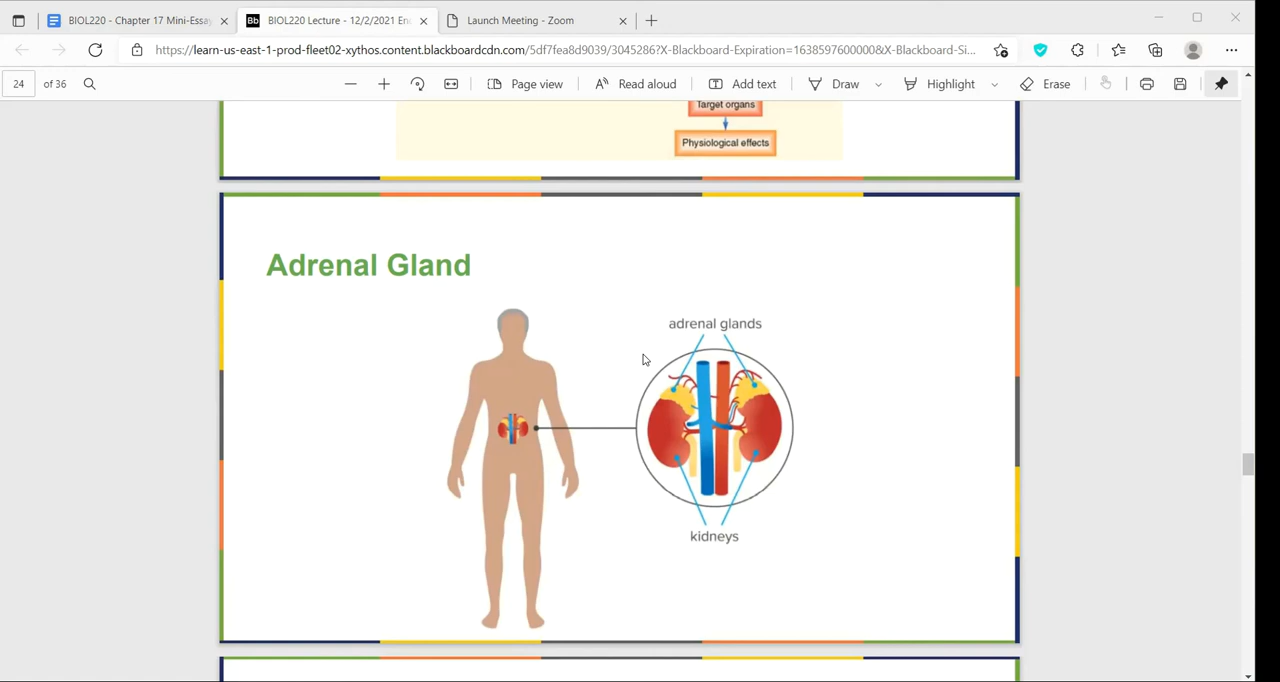 BIOL220 - Chapter 17 Mini-Essay
Bb BIOL220 Lecture - 12/2/2021 En
Launch Meeting - Zoom
https://learn-us-east-1-prod-fleet02-xythos.content.blackboardcdn.com/5df7fea8d9039/3045286?X-Blackboard-Expiration=1638597600000&X-Blackboard-Si...
24 of 36 Page view Read aloud Add text Draw Highlight Erase
Target organs
Physiological effects
Adrenal Gland
adrenal glands
kidneys